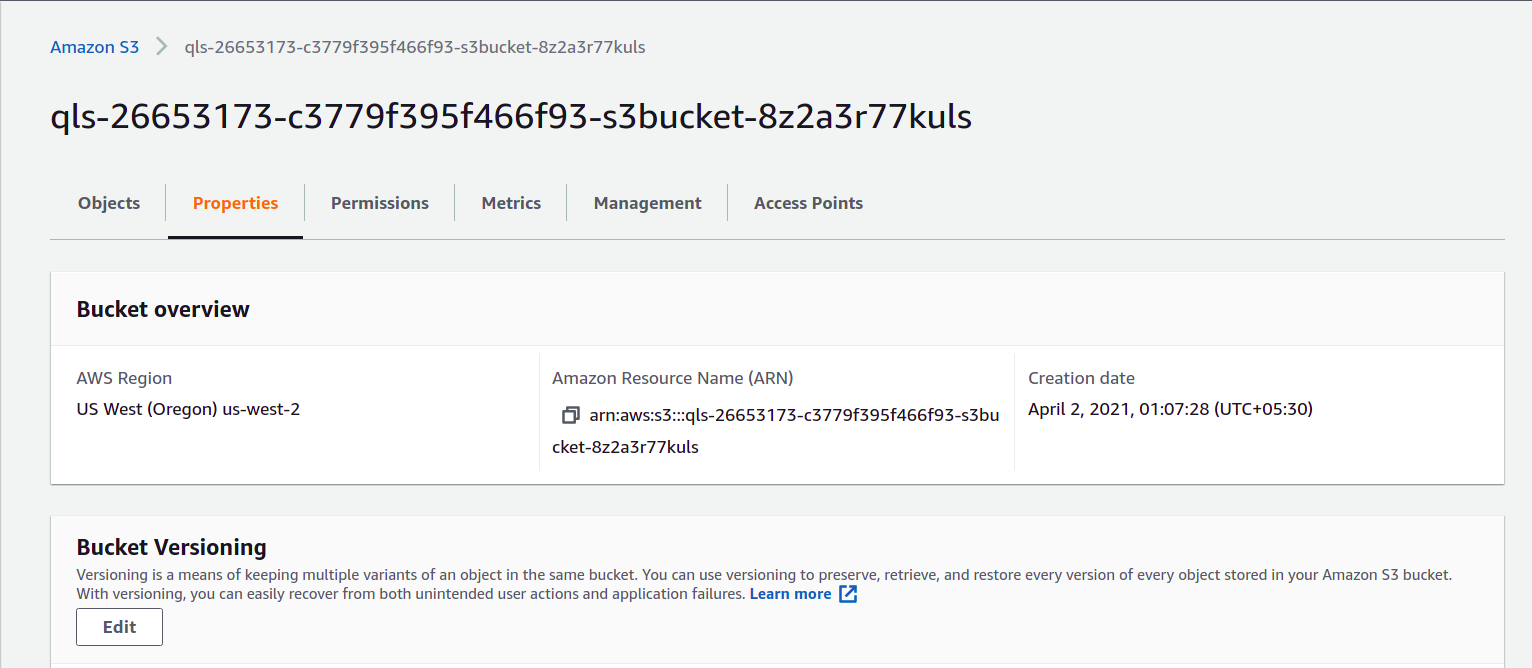 Amazon S3 > qls-26653173-c3779f395f466f93-s3bucket-8z2a3r77kuls
qls-26653173-c3779f395f466f93-s3bucket-8z2a3r77kuls
Objects Properties Permissions Metrics Management Access Points
Bucket overview
AWS Region
US West (Oregon) us-west-2
Amazon Resource Name (ARN)
arn:aws:s3:::qls-26653173-c3779f395f466f93-s3bu
cket-8z2a3r77kuls
Creation date
April 2, 2021, 01:07:28 (UTC+05:30)
Bucket Versioning
Versioning is a means of keeping multiple variants of an object in the same bucket. You can use versioning to preserve, retrieve, and restore every version of every object stored in your Amazon S3 bucket.
With versioning, you can easily recover from both unintended user actions and application failures. Learn more
Edit